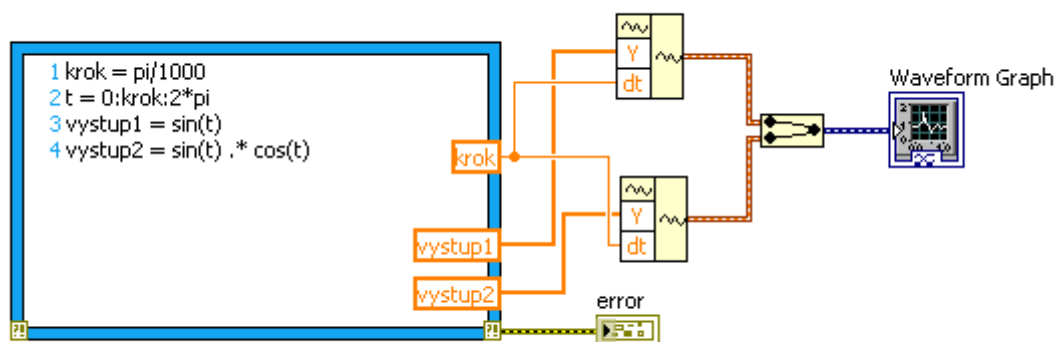 1 krok = pi/1000
2 t = 0:krok:2*pi
3 vystup1 = sin(t)
4 vystup2 = sin(t) .* cos(t)
krok
vystup1
vystup2
Y
dt
Y
dt
Waveform Graph
error